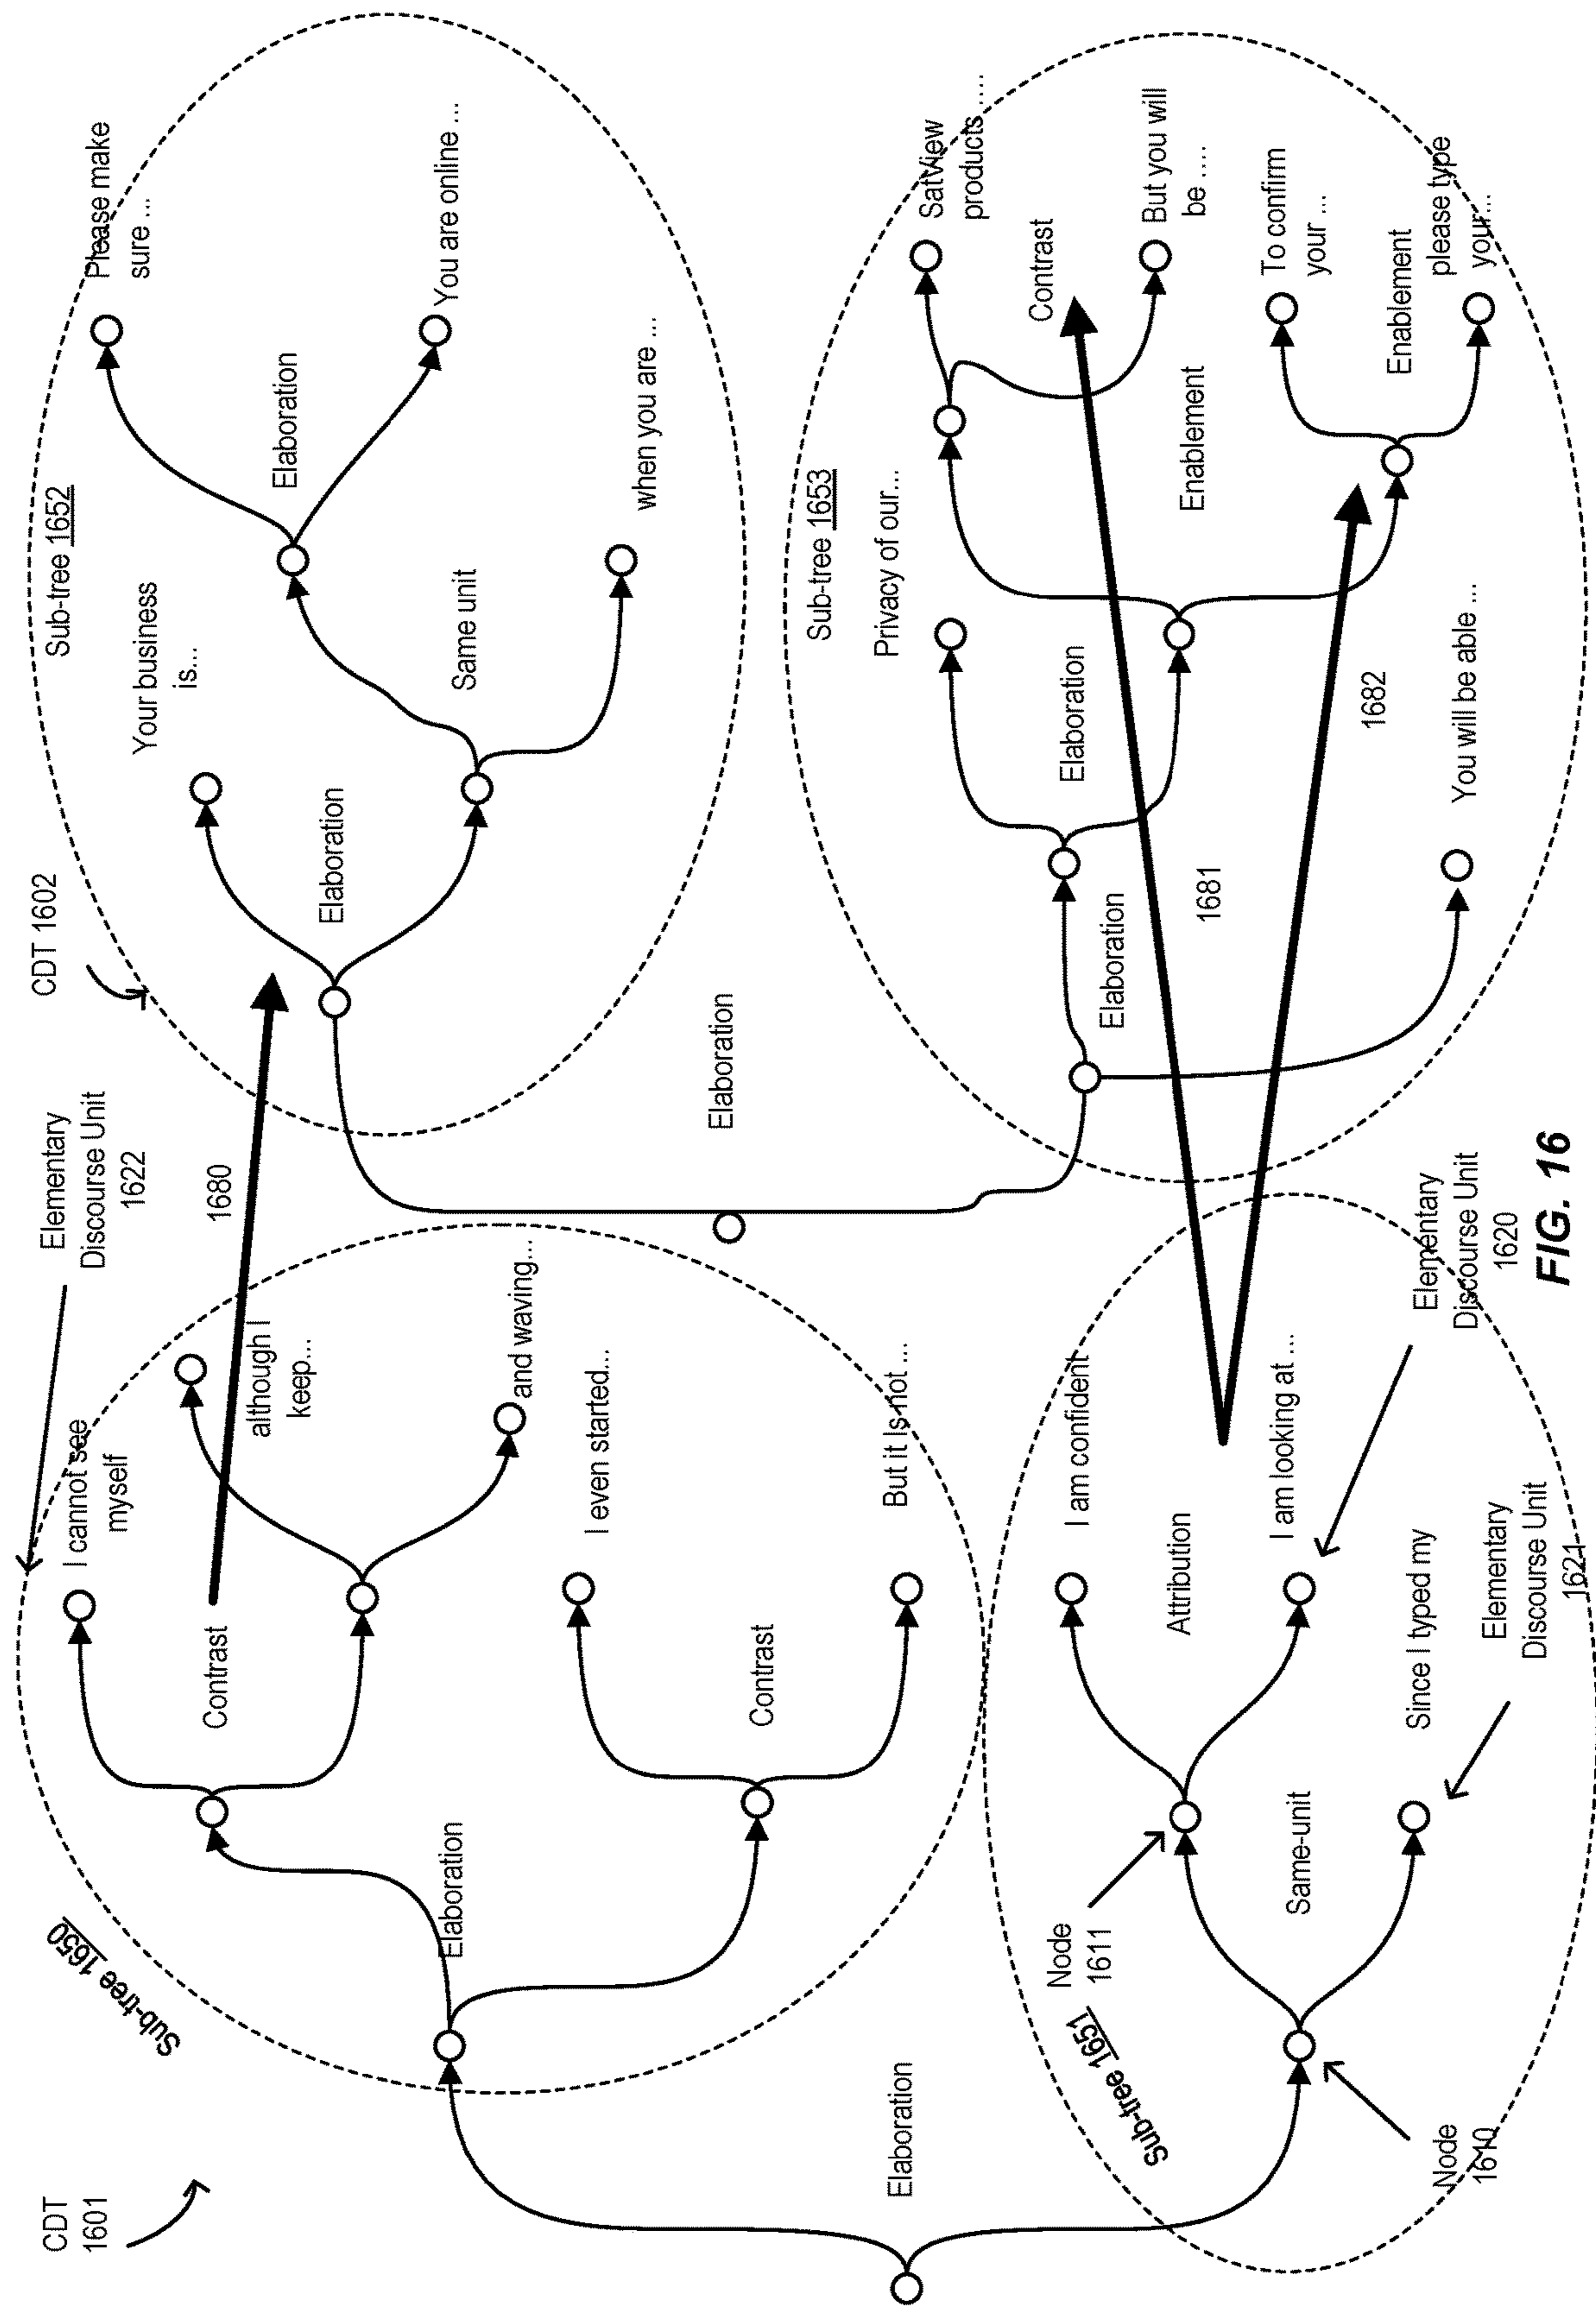 CDT
1601
Sub-tree 1650
Elaboration
Contrast
I cannot see
myself
although I
keep...
and waving...
Contrast
I even started...
But it Is not ...
Elementary
Discourse Unit
1622
1680
Elaboration
Sub-tree 1651
Node
1610
Node
1611
Same-unit
Attribution
I am confident
I am looking at ...
Since I typed my
Elementary
Discourse Unit
1621
Elementary
Discourse Unit
1620
CDT 1602
Sub-tree 1652
Elaboration
Your business
is...
Same unit
Elaboration
Please make
sure ...
You are online ...
when you are ...
Elaboration
Sub-tree 1653
Elaboration
Privacy of our...
Elaboration
Enablement
SatView
products ....
Contrast
But you will
be ....
To confirm
your ...
Enablement
please type
your...
You will be able ...
1681
1682
FIG. 16